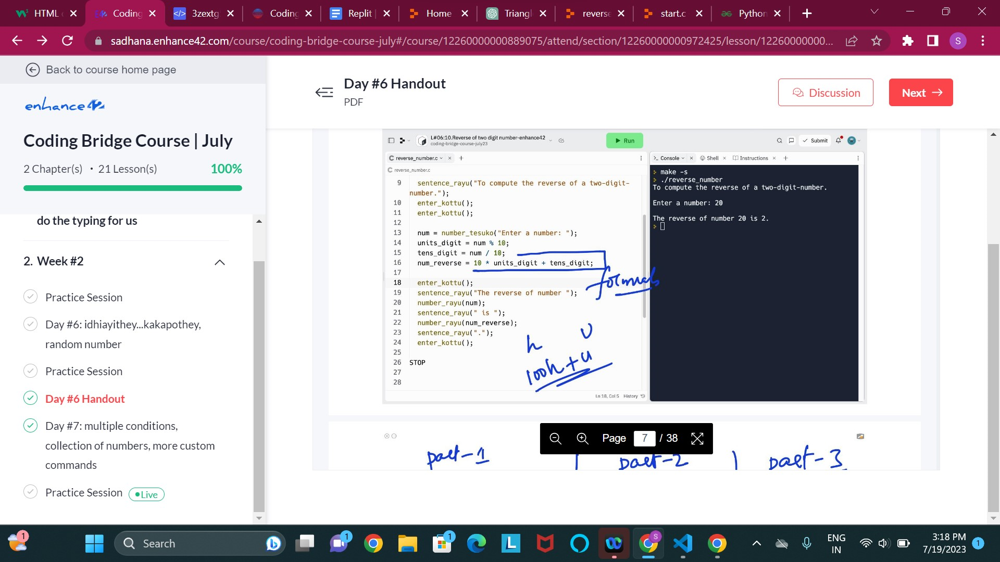 HTML c
Coding
3zextg
Coding
Replit |
Home
Triangl
reverse
start.c
Python
sadhana.enhance42.com/course/coding-bridge-course-july#/course/12260000000889075/attend/section/12260000000972425/lesson/12260000000...
S
Back to course home page
enhance 42
Coding Bridge Course | July
2 Chapter(s) • 21 Lesson(s) 100%
do the typing for us
2. Week #2
Practice Session
Day #6: idhiayithey...kakapothey,
random number
Practice Session
Day #6 Handout
Day #7: multiple conditions,
collection of numbers, more custom
commands
Practice Session Live
Day #6 Handout
PDF
Discussion
Next
L#06:10.Reverse of two digit number-enhance42
coding-bridge-course-july23
Run
Submit
reverse_number.c
reverse_number.c
9 sentence_rayu("To compute the reverse of a two-digit-
number.");
10 enter_kottu();
11 enter_kottu();
12
13 num = number_tesuko("Enter a number: ");
14 units_digit = num % 10;
15 tens_digit = num / 10;
16 num_reverse = 10 * units_digit + tens_digit;
17
18 enter_kottu();
19 sentence_rayu("The reverse of number ");
20 number_rayu(num);
21 sentence_rayu(" is ");
22 number_rayu(num_reverse);
23 sentence_rayu(".");
24 enter_kottu();
25
26 STOP
27
28
h U
100h+u
Ln 18, Col 5 History
Console
Shell
Instructions
make -s
./reverse_number
To compute the reverse of a two-digit-number.
Enter a number: 20
The reverse of number 20 is 2.
Page 7 / 38
part-1 part-2 part-3
1
Search
1
1
L
S
ENG
IN
3:18 PM
7/19/2023
1